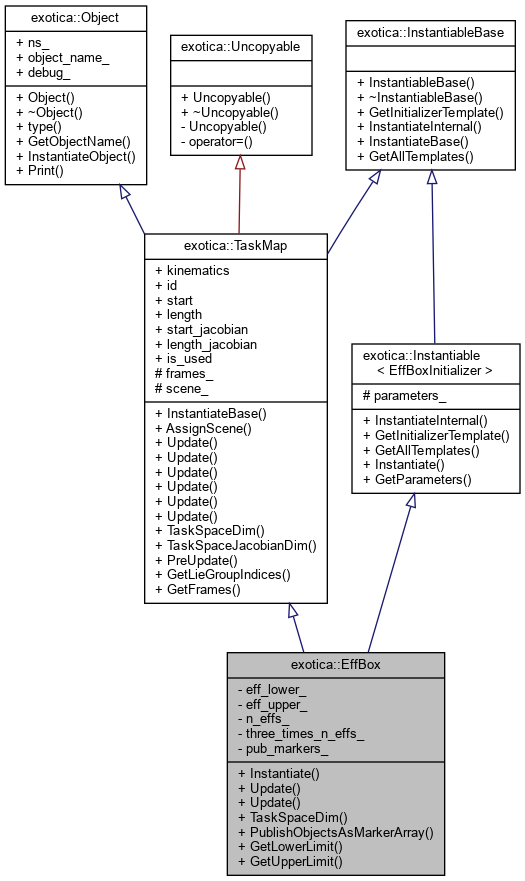 exotica::Object
+ ns_
+ object_name_
+ debug_
+ Object()
+ ~Object()
+ type()
+ GetObjectName()
+ InstantiateObject()
+ Print()
exotica::Uncopyable
+ Uncopyable()
+ ~Uncopyable()
- Uncopyable()
- operator=()
exotica::InstantiableBase
+ InstantiableBase()
+ ~InstantiableBase()
+ GetInitializerTemplate()
+ InstantiateInternal()
+ InstantiateBase()
+ GetAllTemplates()
exotica::TaskMap
+ kinematics
+ id
+ start
+ length
+ start_jacobian
+ length_jacobian
+ is_used
# frames_
# scene_
+ InstantiateBase()
+ AssignScene()
+ Update()
+ Update()
+ Update()
+ Update()
+ Update()
+ Update()
+ TaskSpaceDim()
+ TaskSpaceJacobianDim()
+ PreUpdate()
+ GetLieGroupIndices()
+ GetFrames()
exotica::Instantiable
< EffBoxInitializer >
# parameters_
+ InstantiateInternal()
+ GetInitializerTemplate()
+ GetAllTemplates()
+ Instantiate()
+ GetParameters()
exotica::EffBox
- eff_lower_
- eff_upper_
- n_effs_
- three_times_n_effs_
- pub_markers_
+ Instantiate()
+ Update()
+ Update()
+ TaskSpaceDim()
+ PublishObjectsAsMarkerArray()
+ GetLowerLimit()
+ GetUpperLimit()